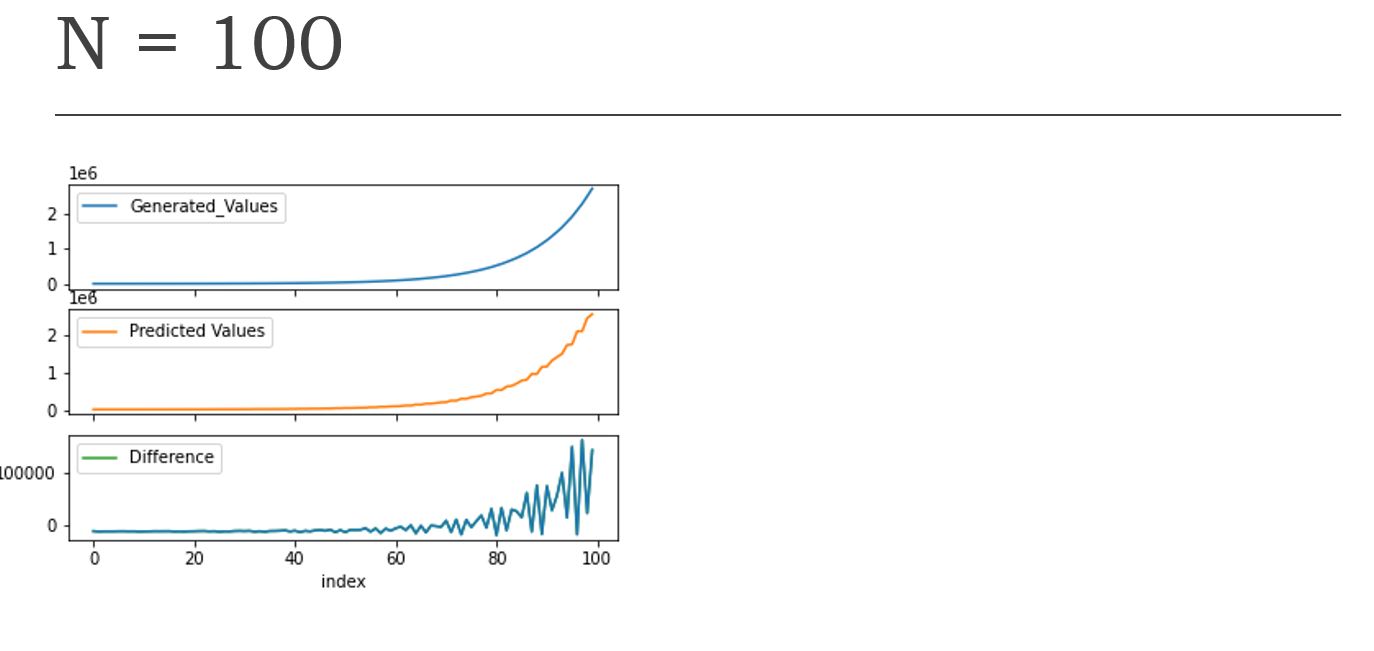 N = 100
1e6
Generated_Values
2
1
0
1e6
Predicted Values
2
1
0
Difference
100000
0
0 20 40 60 80 100
index